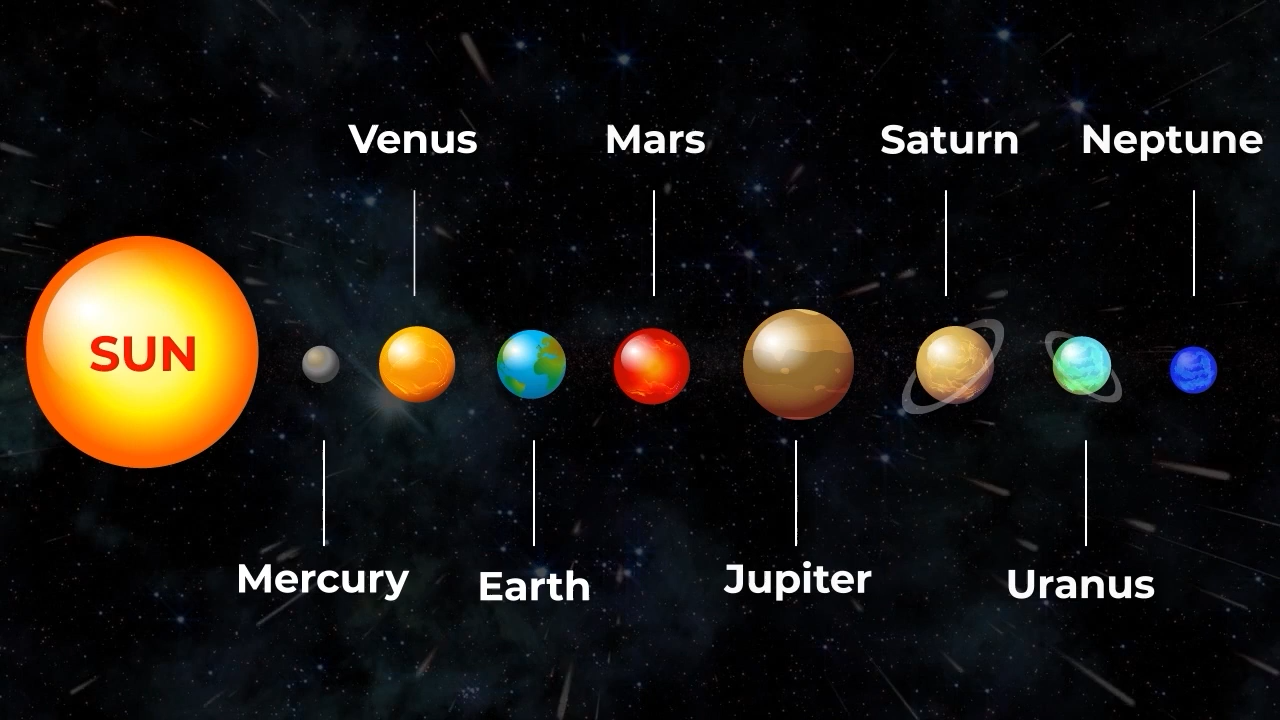 Venus
Mars
Saturn
Neptune
SUN
Mercury
Earth
Jupiter
Uranus